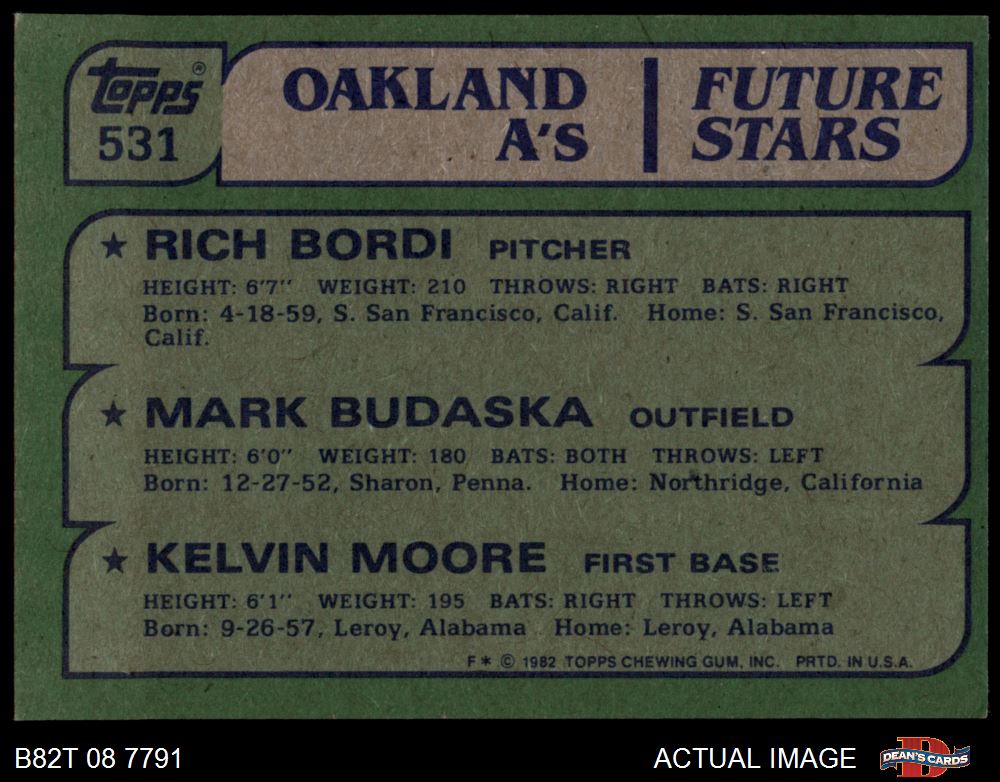 Topps®
531
OAKLAND A'S | FUTURE STARS
★ RICH BORDI PITCHER
HEIGHT: 6'7" WEIGHT: 210 THROWS: RIGHT BATS: RIGHT
Born: 4-18-59, S. San Francisco, Calif. Home: S. San Francisco,
Calif.
★ MARK BUDASKA OUTFIELD
HEIGHT: 6'0" WEIGHT: 180 BATS: BOTH THROWS: LEFT
Born: 12-27-52, Sharon, Penna. Home: Northridge, California
★ KELVIN MOORE FIRST BASE
HEIGHT: 6'1" WEIGHT: 195 BATS: RIGHT THROWS: LEFT
Born: 9-26-57, Leroy, Alabama Home: Leroy, Alabama
F* © 1982 TOPPS CHEWING GUM, INC. PRTD. IN U.S.A.
B82T 08 7791 ACTUAL IMAGE D DEAN'S CARDS